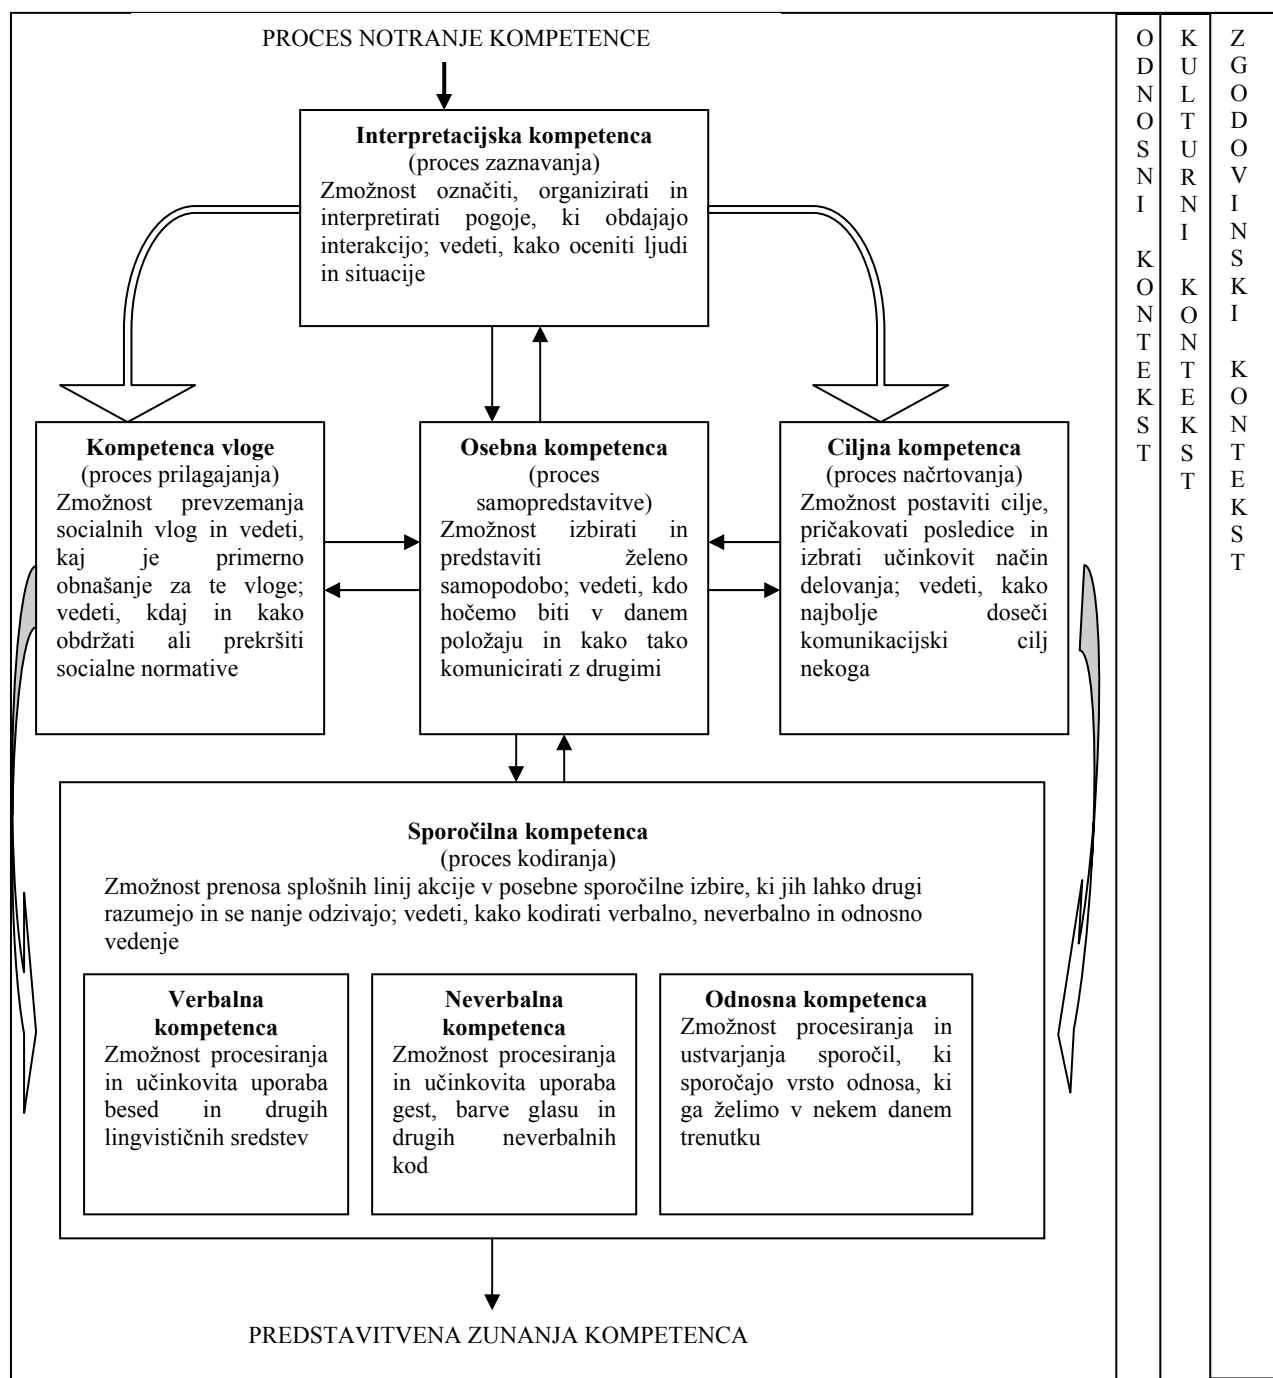 PROCES NOTRANJE KOMPETENCE
Interpretacijska kompetenca
(proces zaznavanja)
Zmožnost označiti, organizirati in
interpretirati pogoje, ki obdajajo
interakcijo; vedeti, kako oceniti ljudi
in situacije
Kompetenca vloge
(proces prilagajanja)
Zmožnost prevzemanja
socialnih vlog in vedeti,
kaj je primerno
obnašanje za te vloge;
vedeti, kdaj in kako
obdržati ali prekršiti
socialne normative
Osebna kompetenca
(proces
samopredstavitve)
Zmožnost izbirati in
predstaviti želeno
samopodobo; vedeti, kdo
hočemo biti v danem
položaju in kako tako
komunicirati z drugimi
Ciljna kompetenca
(proces načrtovanja)
Zmožnost postaviti cilje,
pričakovati posledice in
izbrati učinkovit način
delovanja; vedeti, kako
najbolje doseči
komunikacijski cilj
nekoga
Sporočilna kompetenca
(proces kodiranja)
Zmožnost prenosa splošnih linij akcije v posebne sporočilne izbire, ki jih lahko drugi
razumejo in se nanje odzivajo; vedeti, kako kodirati verbalno, neverbalno in odnosno
vedenje
Verbalna
kompetenca
Zmožnost procesiranja
in učinkovita uporaba
besed in drugih
lingvističnih sredstev
Neverbalna
kompetenca
Zmožnost procesiranja
in učinkovita uporaba
gest, barve glasu in
drugih neverbalnih
kod
Odnosna kompetenca
Zmožnost procesiranja in
ustvarjanja sporočil, ki
sporočajo vrsto odnosa, ki
ga želimo v nekem danem
trenutku
PREDSTAVITVENA ZUNANJA KOMPETENCA
ODNOSNI KONTEKST
KULTURNI KONTEKST
ZGODOVINSKI KONTEKST